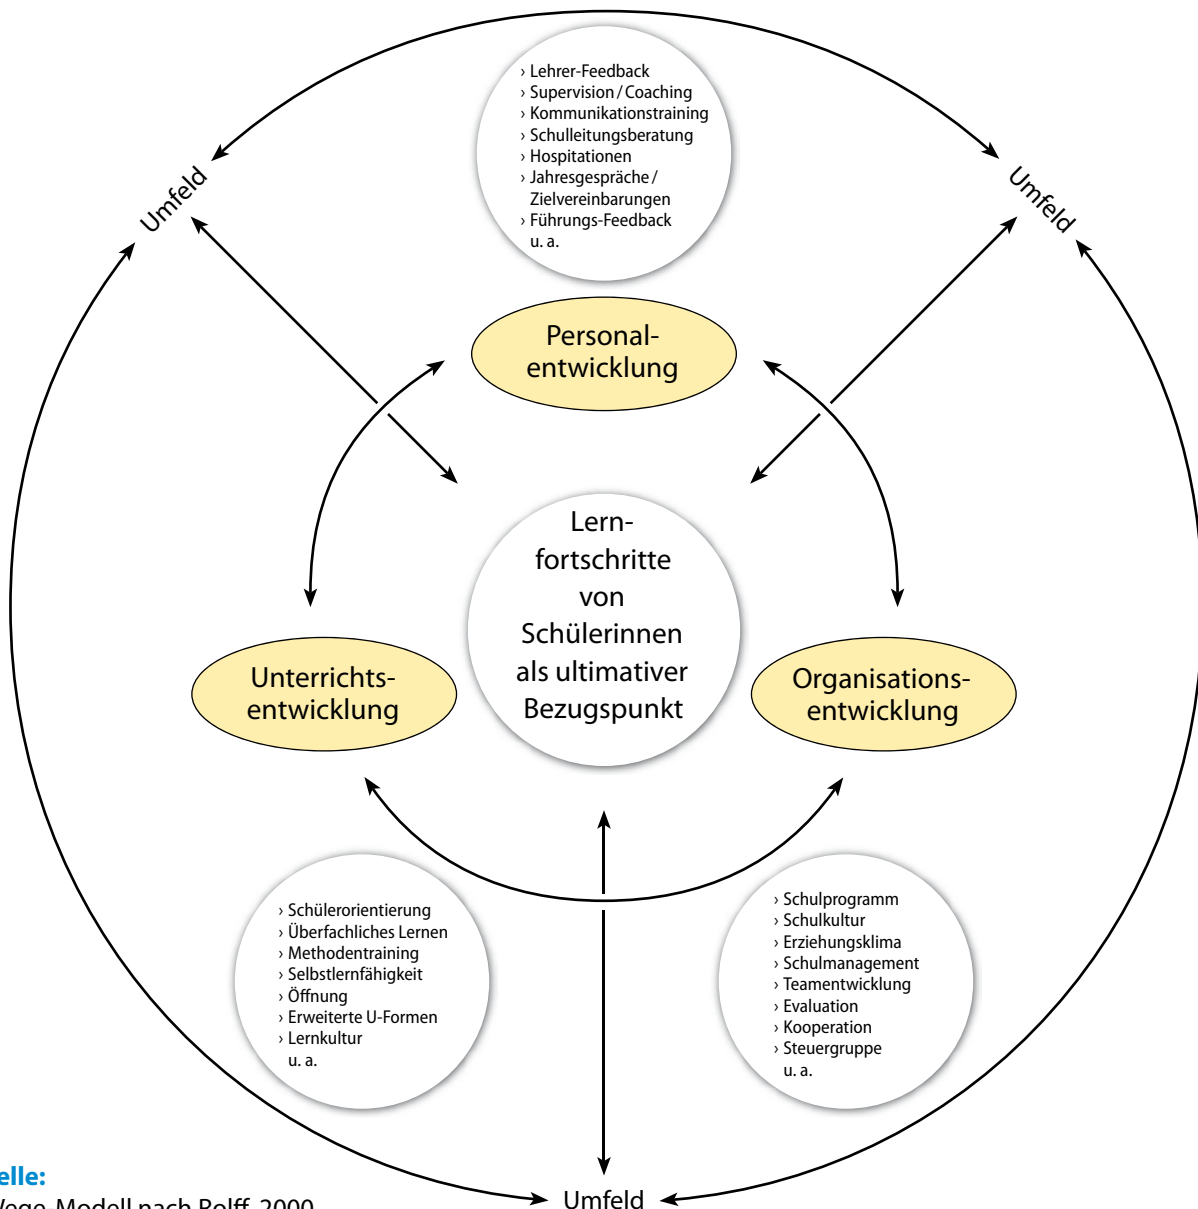 › Lehrer-Feedback
› Supervision / Coaching
› Kommunikationstraining
› Schulleitungsberatung
› Hospitationen
› Jahresgespräche /
Zielvereinbarungen
› Führungs-Feedback
u. a.
Umfeld
Umfeld
Personal-
entwicklung
Lern-
fortschritte
von
Schülerinnen
als ultimativer
Bezugspunkt
Unterrichts-
entwicklung
Organisations-
entwicklung
› Schülerorientierung
› Überfachliches Lernen
› Methodentraining
› Selbstlernfähigkeit
› Öffnung
› Erweiterte U-Formen
› Lernkultur
u. a.
› Schulprogramm
› Schulkultur
› Erziehungsklima
› Schulmanagement
› Teamentwicklung
› Evaluation
› Kooperation
› Steuergruppe
u. a.
elle:
Wege-Modell nach Rolff, 2000
Umfeld